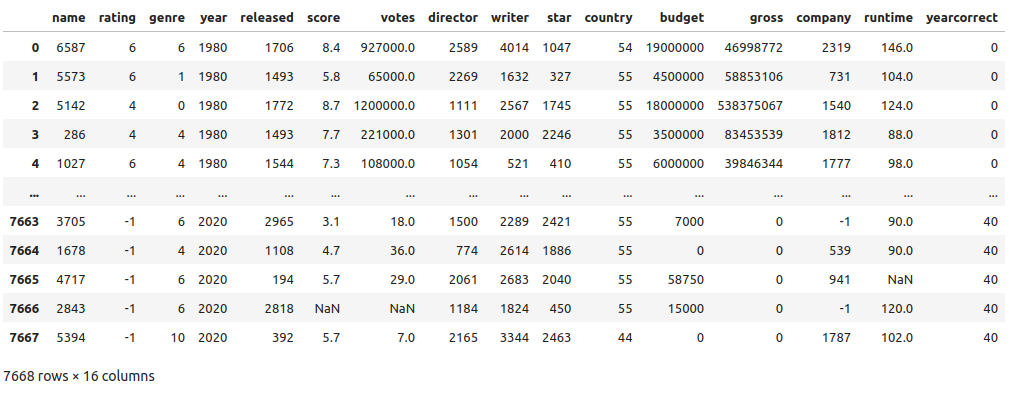 name rating genre year released score votes director writer star country budget gross company runtime yearcorrect
0 6587 6 6 1980 1706 8.4 927000.0 2589 4014 1047 54 19000000 46998772 2319 146.0 0
1 5573 6 1 1980 1493 5.8 65000.0 2269 1632 327 55 4500000 58853106 731 104.0 0
2 5142 4 0 1980 1772 8.7 1200000.0 1111 2567 1745 55 18000000 538375067 1540 124.0 0
3 286 4 4 1980 1493 7.7 221000.0 1301 2000 2246 55 3500000 83453539 1812 88.0 0
4 1027 6 4 1980 1544 7.3 108000.0 1054 521 410 55 6000000 39846344 1777 98.0 0
... ... ... ... ... ... ... ... ... ... ... ... ... ... ... ... ...
7663 3705 -1 6 2020 2965 3.1 18.0 1500 2289 2421 55 7000 0 -1 90.0 40
7664 1678 -1 4 2020 1108 4.7 36.0 774 2614 1886 55 0 0 539 90.0 40
7665 4717 -1 6 2020 194 5.7 29.0 2061 2683 2040 55 58750 0 941 NaN 40
7666 2843 -1 6 2020 2818 NaN NaN 1184 1824 450 55 15000 0 -1 120.0 40
7667 5394 -1 10 2020 392 5.7 7.0 2165 3344 2463 44 0 0 1787 102.0 40
7668 rows × 16 columns